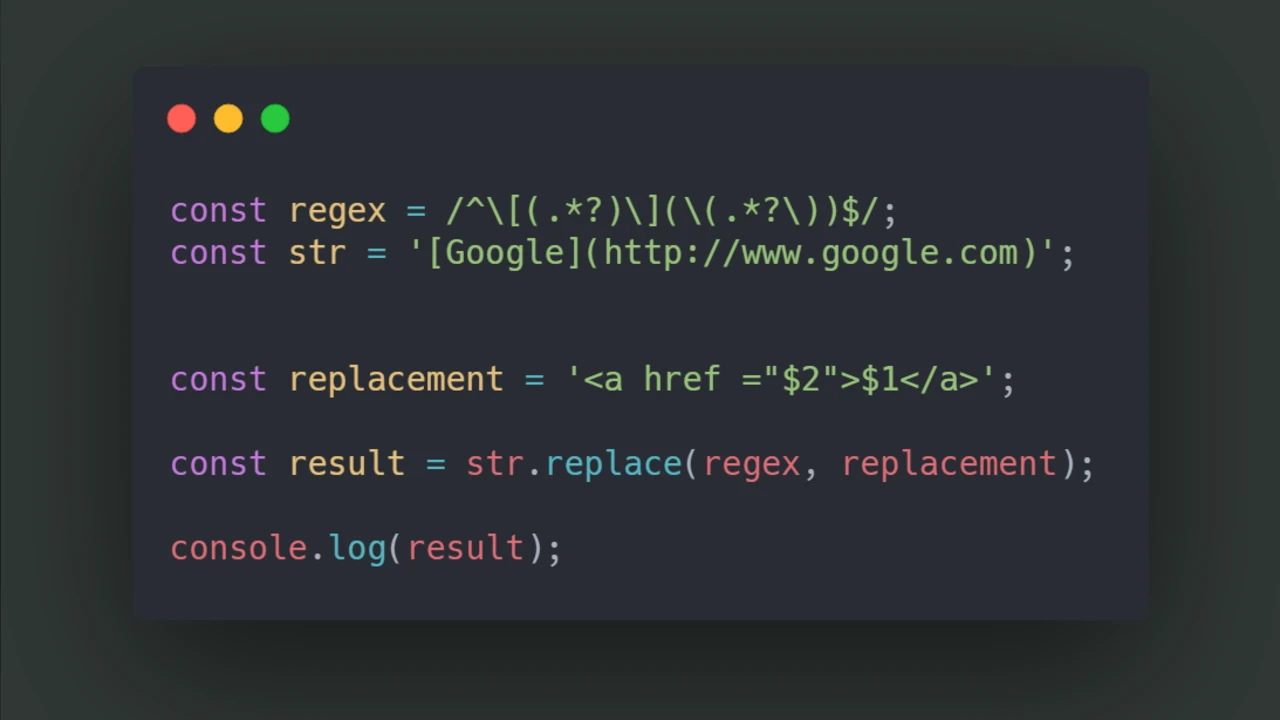 const regex = /^\[(.*?)\](\(.*?\))$/;
const str = '[Google](http://www.google.com)';
const replacement = '<a href ="$2">$1</a>';
const result = str.replace(regex, replacement);
console.log(result);